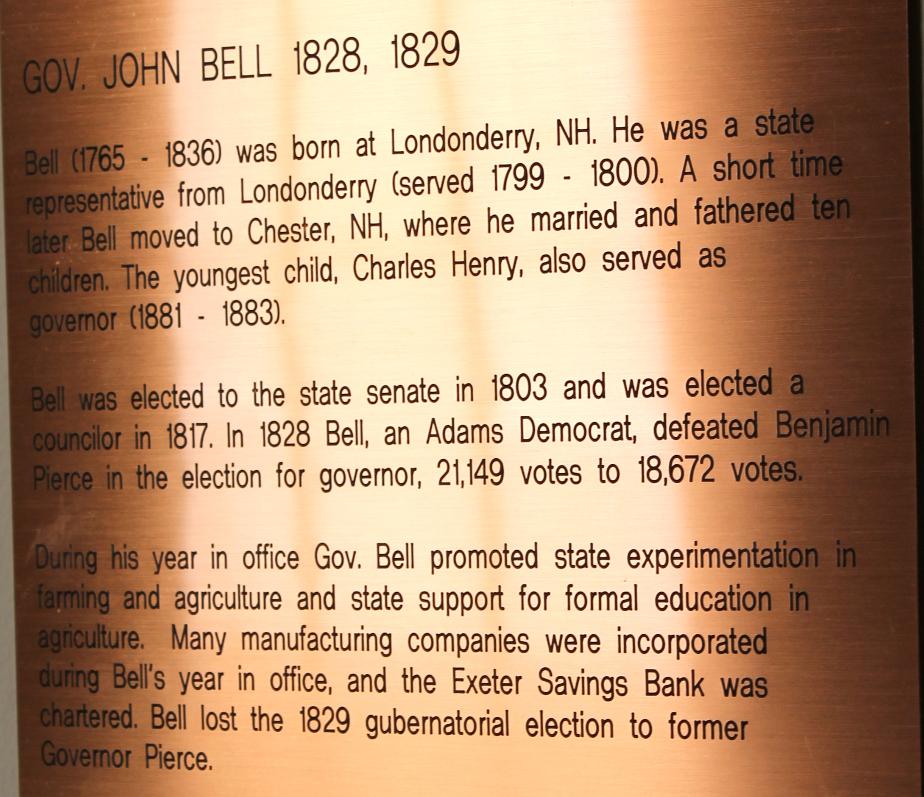 GOV. JOHN BELL 1828, 1829
Bell (1765 - 1836) was born at Londonderry, NH. He was a state
representative from Londonderry (served 1799 - 1800). A short time
later Bell moved to Chester, NH, where he married and fathered ten
children. The youngest child, Charles Henry, also served as
governor (1881 - 1883).
Bell was elected to the state senate in 1803 and was elected a
councilor in 1817. In 1828 Bell, an Adams Democrat, defeated Benjamin
Pierce in the election for governor, 21,149 votes to 18,672 votes.
During his year in office Gov. Bell promoted state experimentation in
farming and agriculture and state support for formal education in
agriculture. Many manufacturing companies were incorporated
during Bell's year in office, and the Exeter Savings Bank was
chartered. Bell lost the 1829 gubernatorial election to former
Governor Pierce.